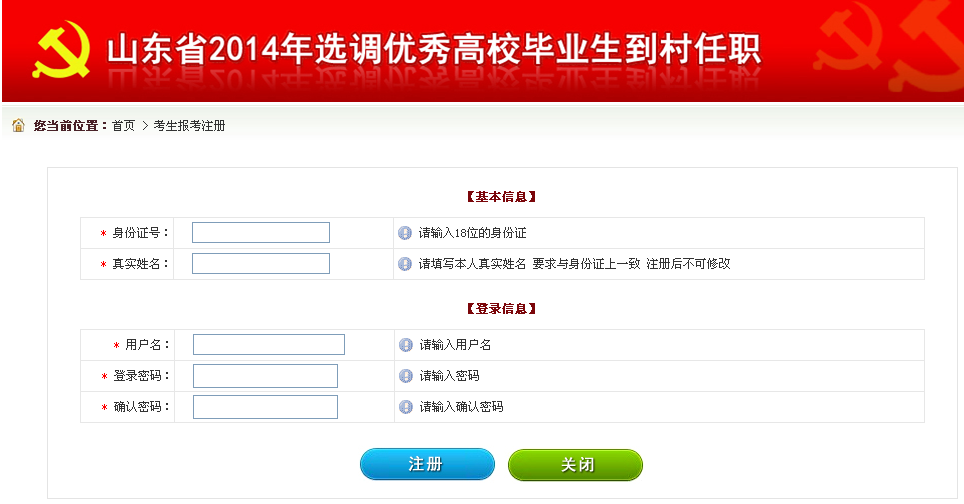 山东省2014年选调优秀高校毕业生到村任职
您当前位置：首页 > 考生报考注册
【基本信息】
* 身份证号： 请输入18位的身份证
* 真实姓名： 请填写本人真实姓名 要求与身份证上一致 注册后不可修改
【登录信息】
* 用户名： 请输入用户名
* 登录密码： 请输入密码
* 确认密码： 请输入确认密码
注册 关闭